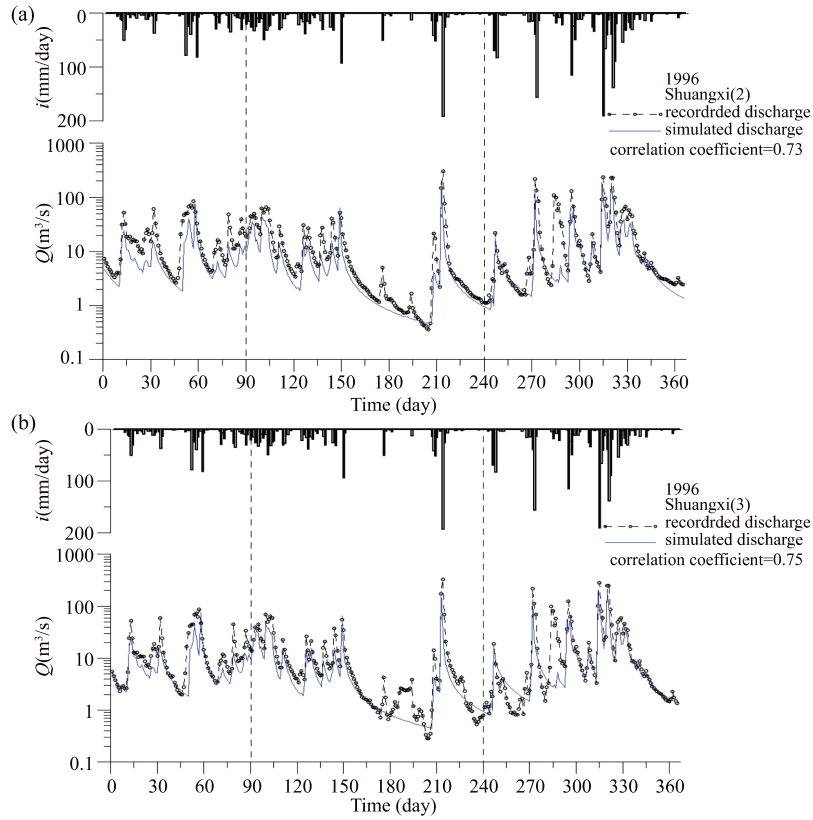 (a)
0
100
200
i(mm/day)
1996
Shuangxi(2)
recordrded discharge
simulated discharge
correlation coefficient=0.73
1000
100
10
1
0.1
Q(m³/s)
0 30 60 90 120 150 180 210 240 270 300 330 360
Time (day)
(b)
0
100
200
i(mm/day)
1996
Shuangxi(3)
recordrded discharge
simulated discharge
correlation coefficient=0.75
1000
100
10
1
0.1
Q(m³/s)
0 30 60 90 120 150 180 210 240 270 300 330 360
Time (day)